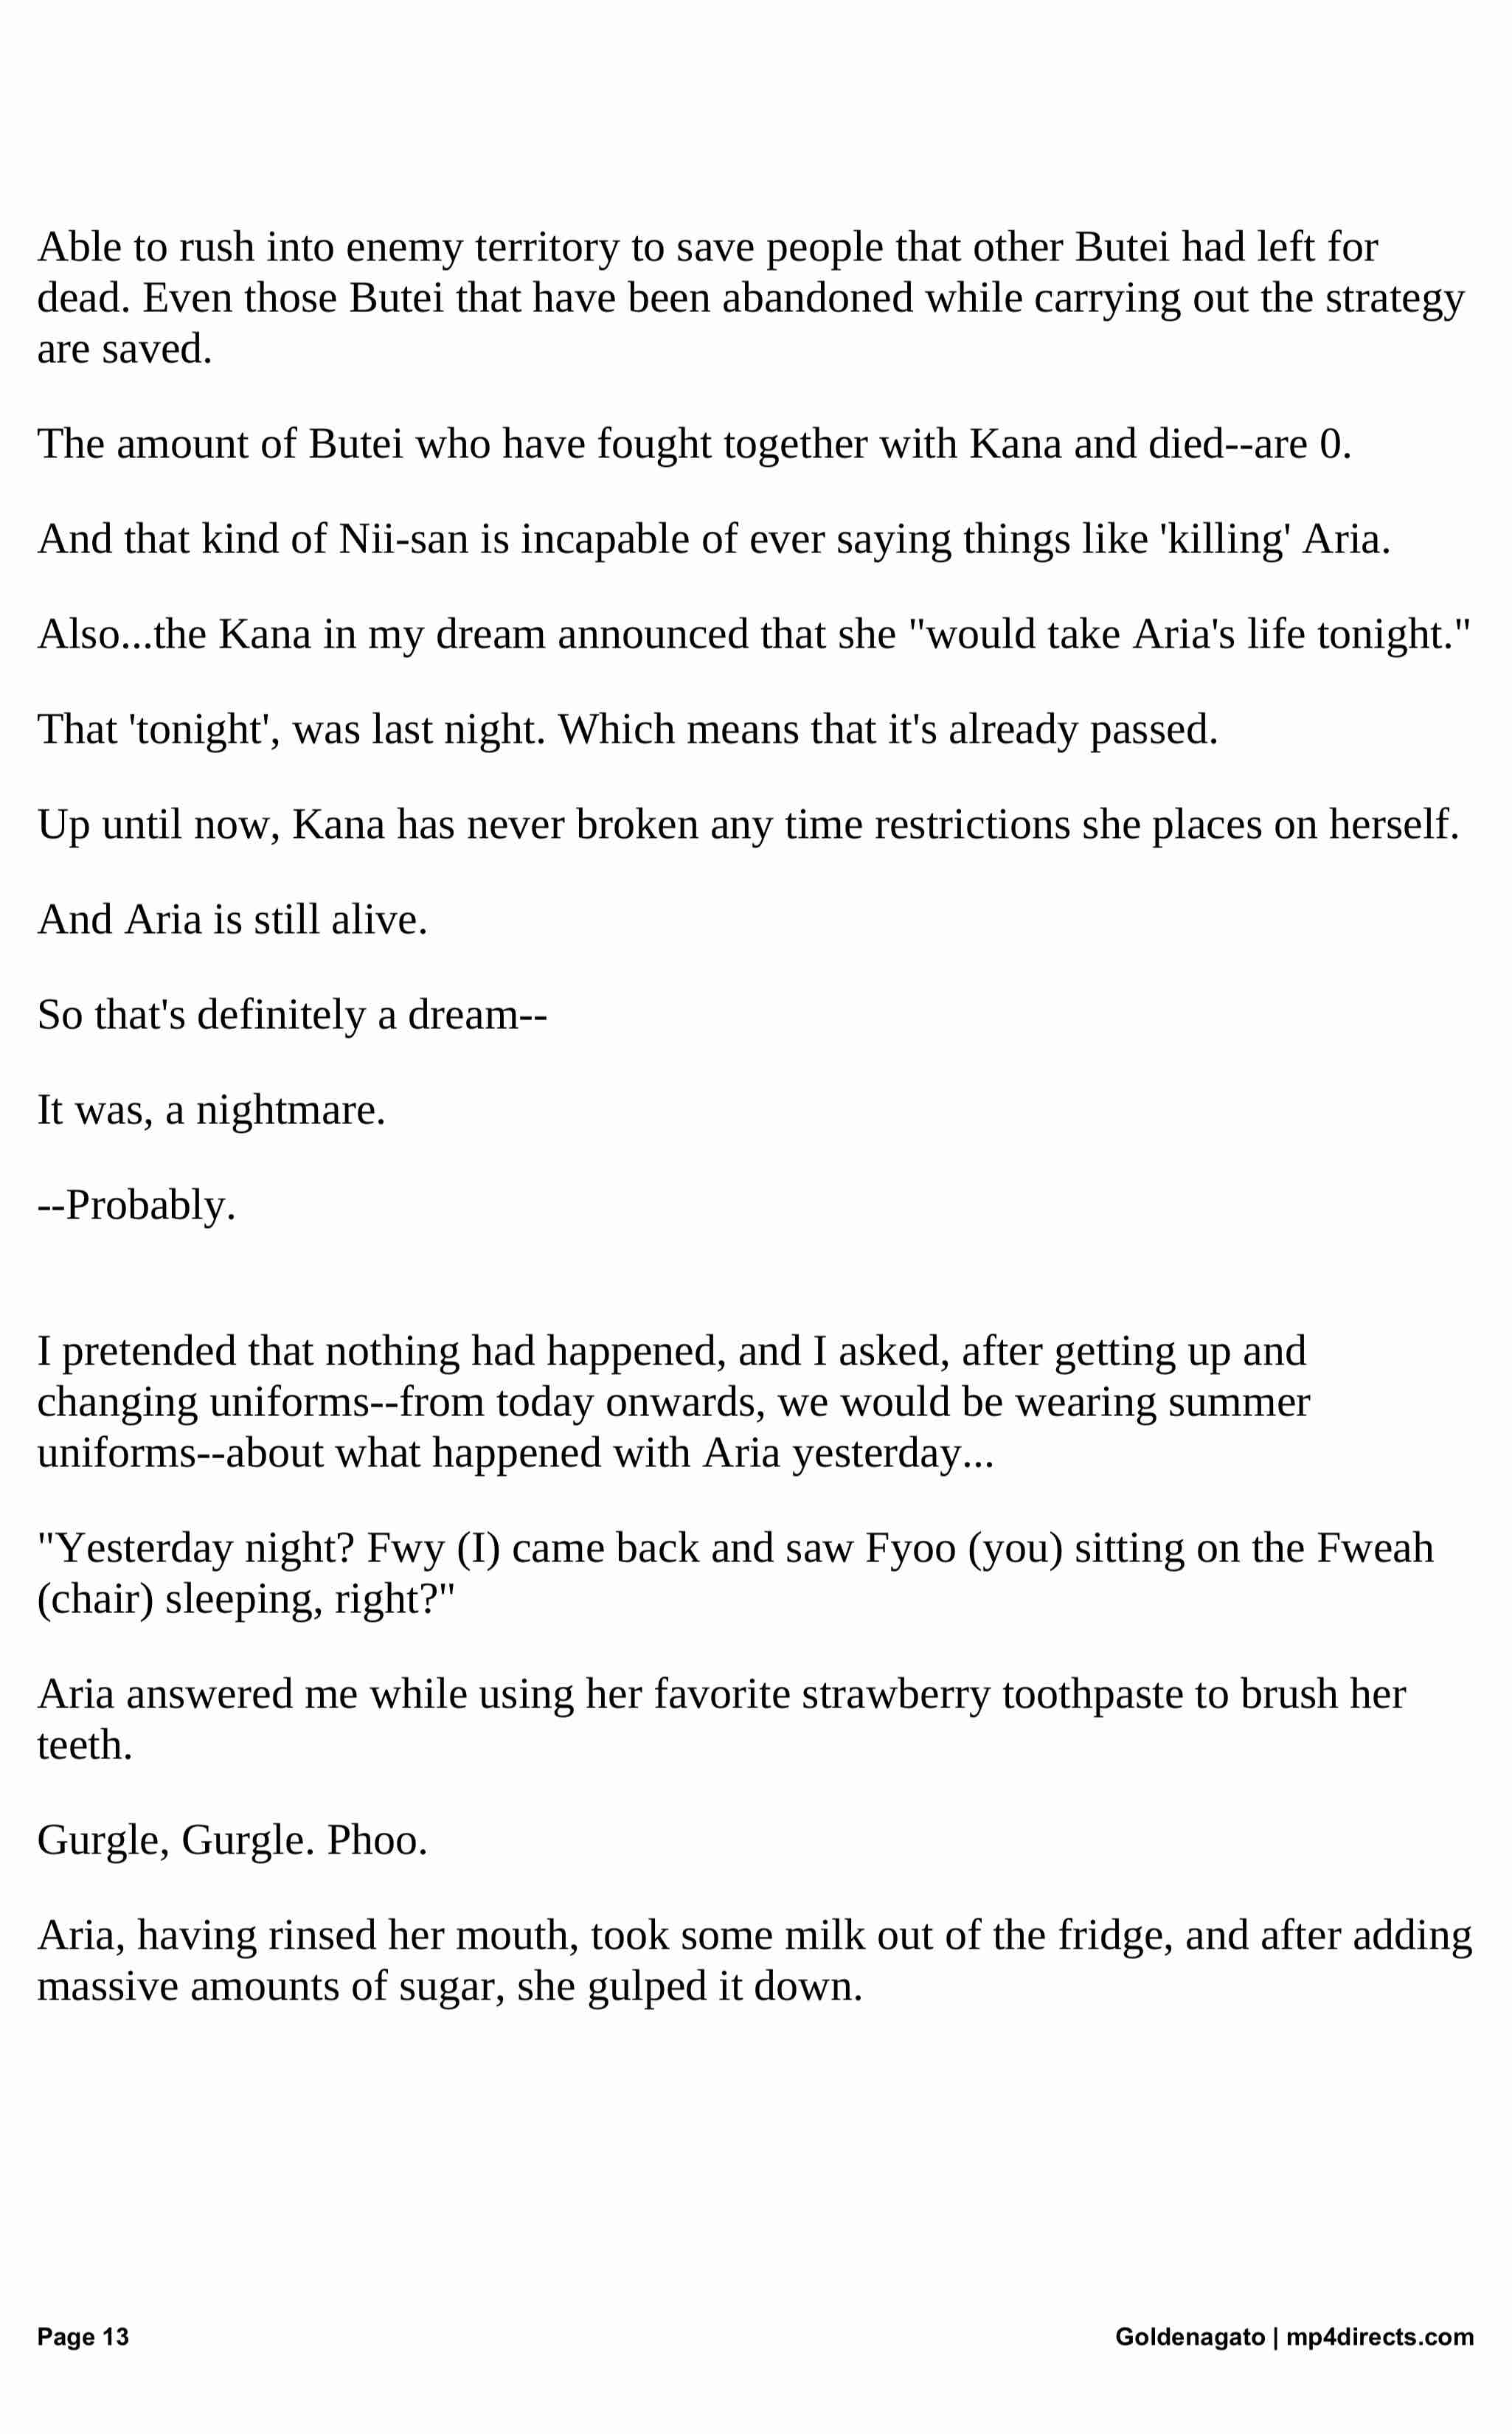 Able to rush into enemy territory to save people that other Butei had left for
dead. Even those Butei that have been abandoned while carrying out the strategy
are saved.
The amount of Butei who have fought together with Kana and died--are 0.
And that kind of Nii-san is incapable of ever saying things like 'killing' Aria.
Also...the Kana in my dream announced that she "would take Aria's life tonight."
That 'tonight', was last night. Which means that it's already passed.
Up until now, Kana has never broken any time restrictions she places on herself.
And Aria is still alive.
So that's definitely a dream--
It was, a nightmare.
--Probably.
I pretended that nothing had happened, and I asked, after getting up and
changing uniforms--from today onwards, we would be wearing summer
uniforms--about what happened with Aria yesterday...
"Yesterday night? Fwy (I) came back and saw Fyoo (you) sitting on the Fweah
(chair) sleeping, right?"
Aria answered me while using her favorite strawberry toothpaste to brush her
teeth.
Gurgle, Gurgle. Phoo.
Aria, having rinsed her mouth, took some milk out of the fridge, and after adding
massive amounts of sugar, she gulped it down.
Page 13
Goldenagato | mp4directs.com